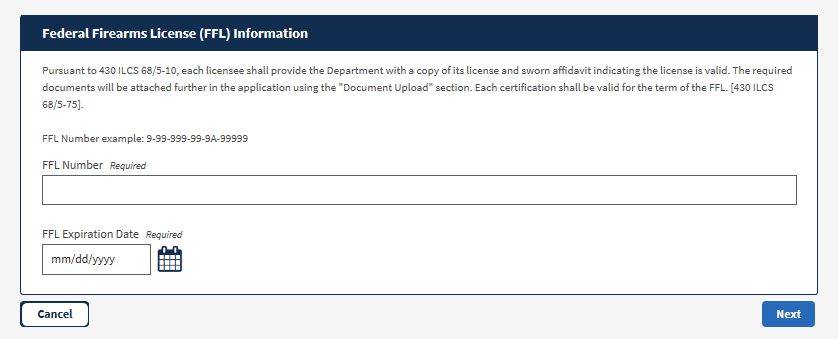 Federal Firearms License (FFL) Information
Pursuant to 430 ILCS 68/5-10, each licensee shall provide the Department with a copy of its license and sworn affidavit indicating the license is valid. The required
documents will be attached further in the application using the "Document Upload" section. Each certification shall be valid for the term of the FFL. [430 ILCS
68/5-75].
FFL Number example: 9-99-999-99-9A-99999
FFL Number Required
FFL Expiration Date Required
mm/dd/yyyy
Cancel
Next